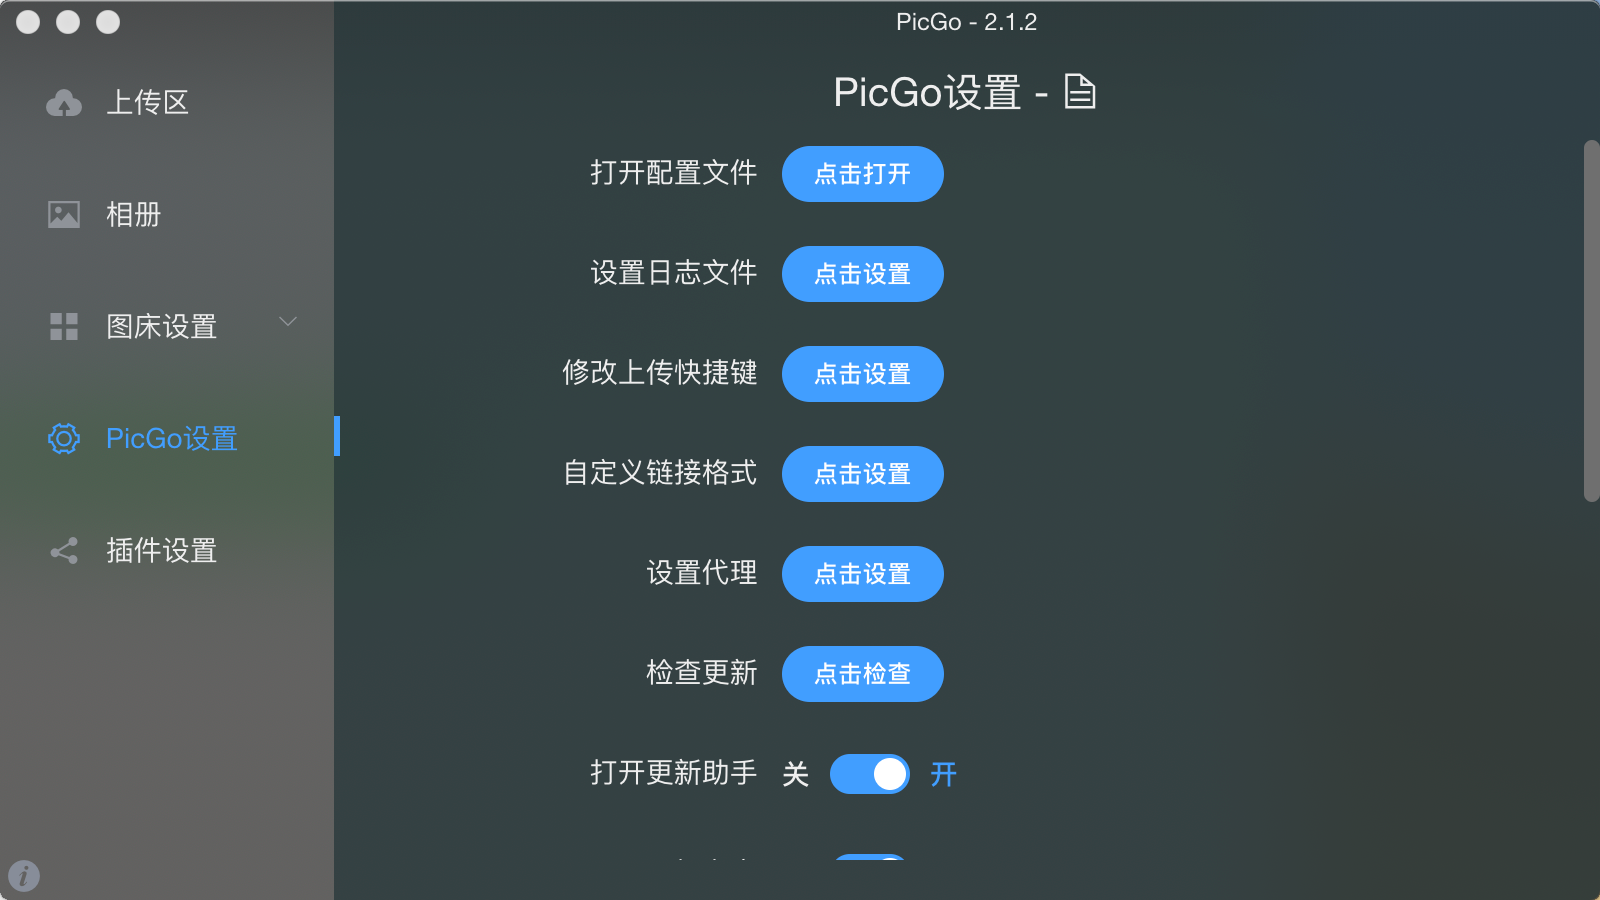 PicGo - 2.1.2
上传区
相册
图床设置
PicGo设置
插件设置
PicGo设置 -
打开配置文件 点击打开
设置日志文件 点击设置
修改上传快捷键 点击设置
自定义链接格式 点击设置
设置代理 点击设置
检查更新 点击检查
打开更新助手 关 开